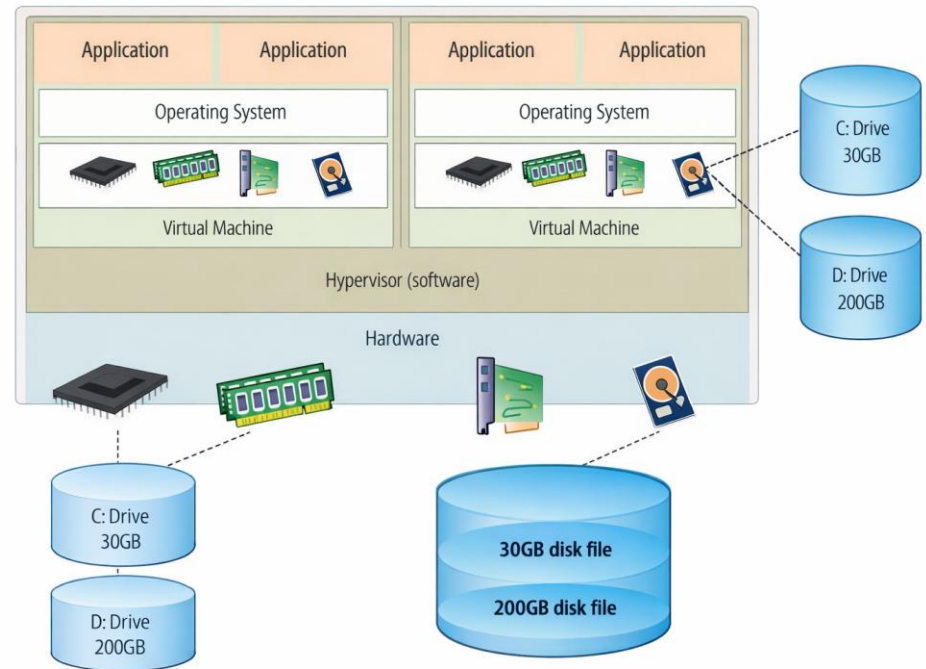 Application
Application
Application
Application
Operating System
Operating System
C: Drive
30GB
Virtual Machine
Virtual Machine
Hypervisor (software)
D: Drive
200GB
Hardware
C: Drive
30GB
30GB disk file
200GB disk file
D: Drive
200GB